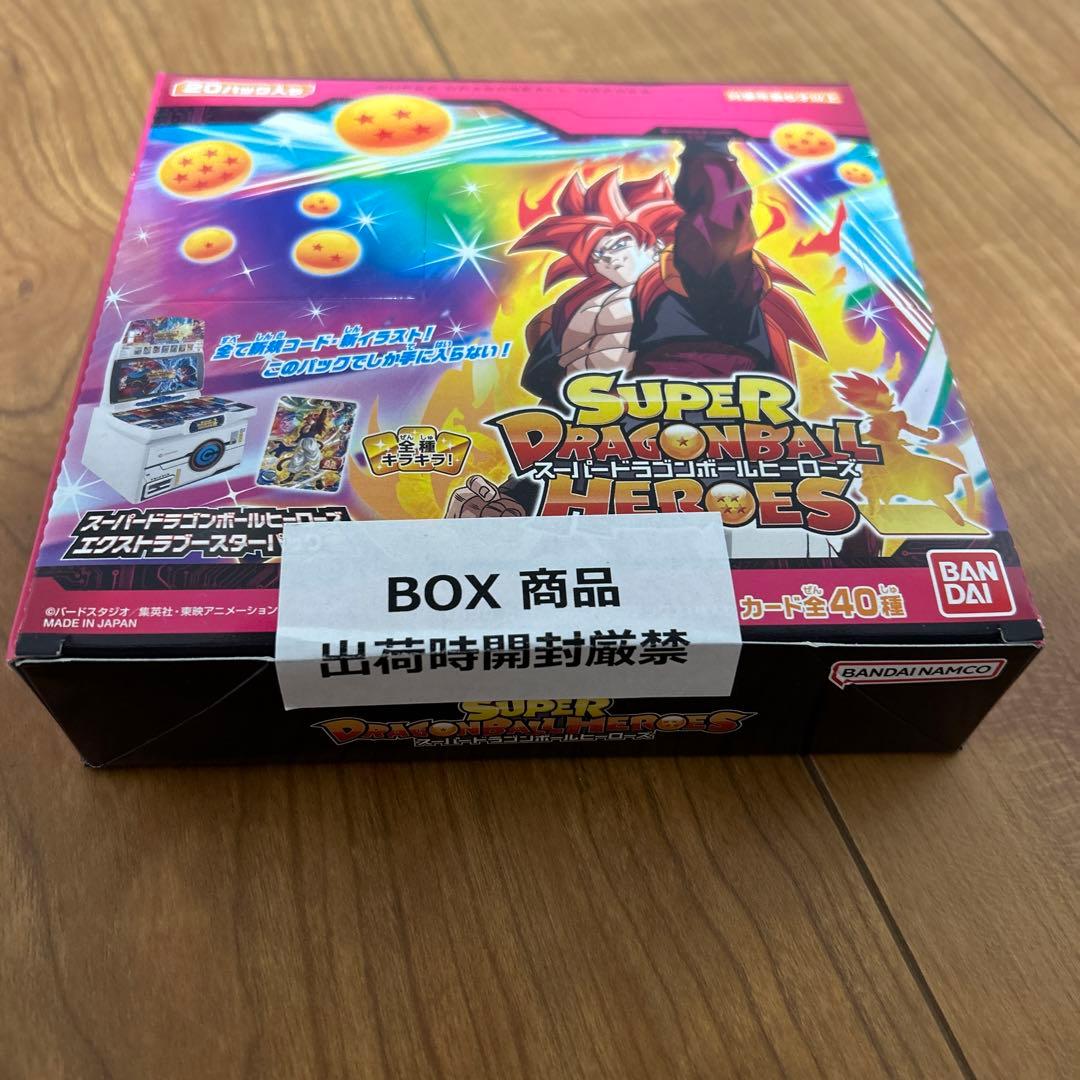 20パック入り
全て新規カード・新イラスト!
このパックでしか手に入らない!
全種
キラキラ!
SUPER
DRAGONBALL
スーパードラゴンボールヒーローズ
HEROES
スーパードラゴンボールヒーローズ
エクストラブースターパック
©バードスタジオ/集英社・東映アニメーション
MADE IN JAPAN
BOX 商品
出荷時開封厳禁
カード全40種
BAN
DAI
BANDAI NAMCO
SUPER
DRAGONBALL HEROES
スーパードラゴンボールヒーローズ